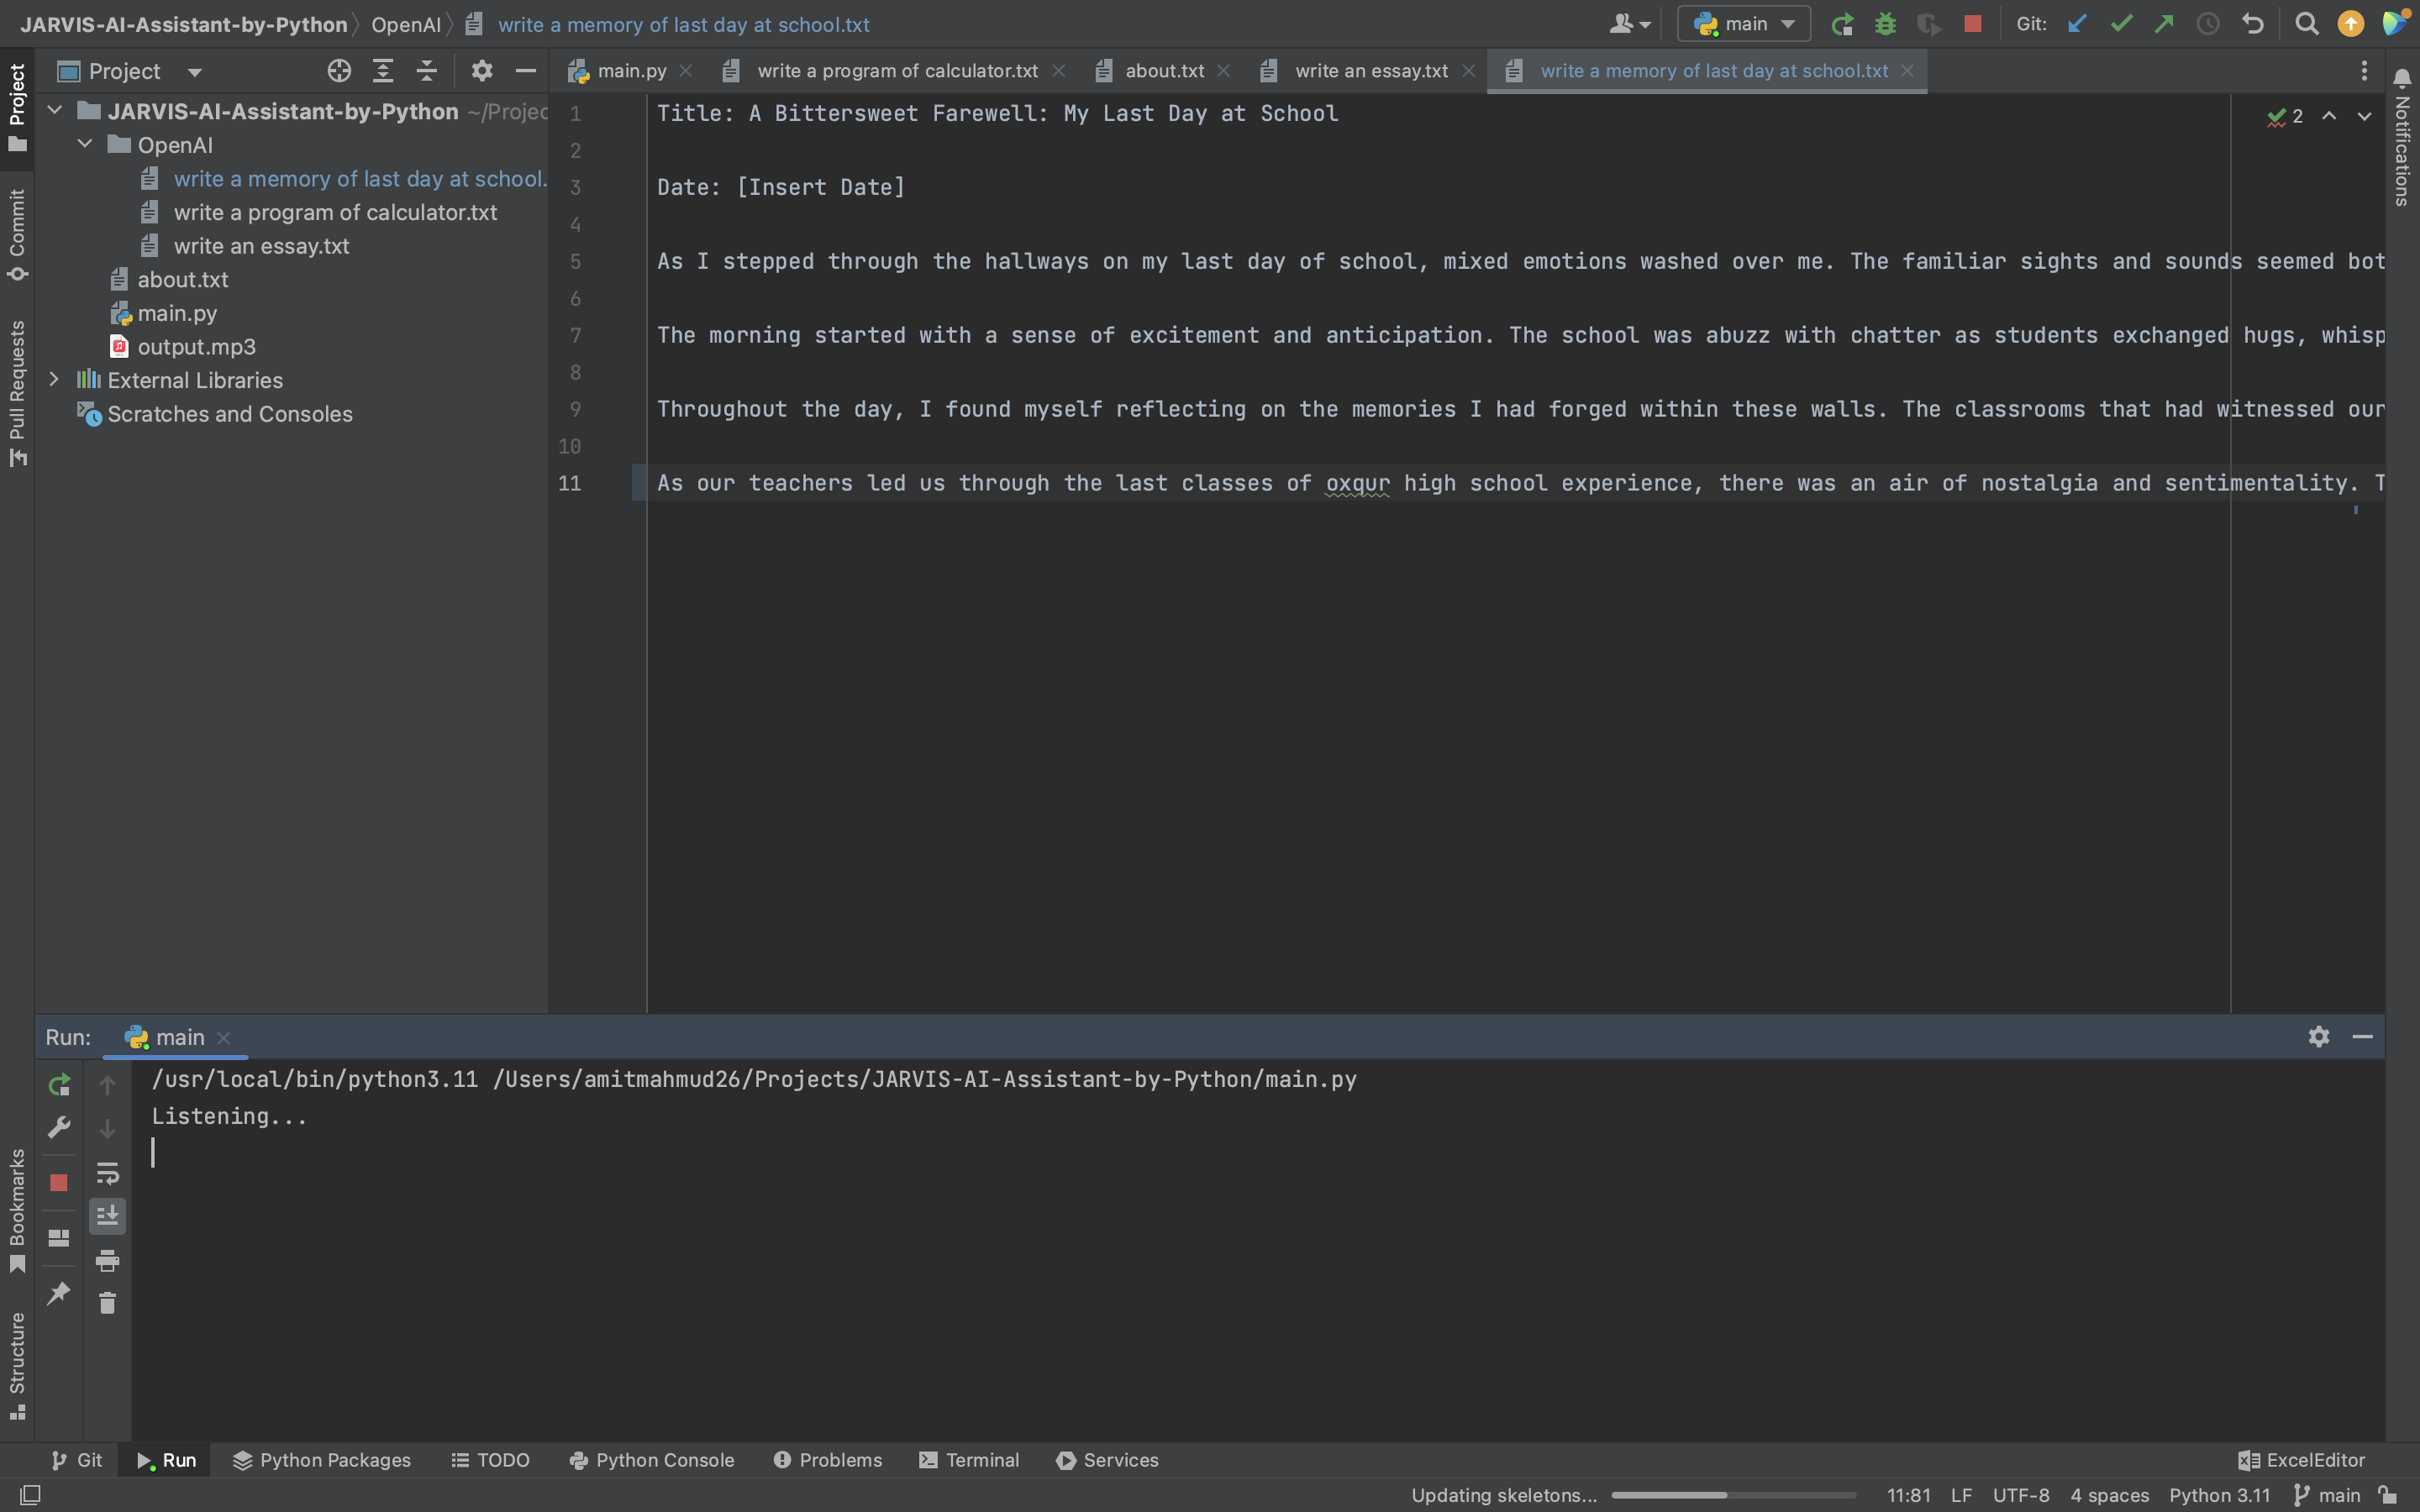 JARVIS-AI-Assistant-by-Python OpenAI write a memory of last day at school.txt
main
Git:
Project
main.py
write a program of calculator.txt
about.txt
write an essay.txt
write a memory of last day at school.txt
Project
Commit
Pull Requests
Bookmarks
Structure
Notifications
JARVIS-AI-Assistant-by-Python ~/Projec
OpenAI
write a memory of last day at school.
write a program of calculator.txt
write an essay.txt
about.txt
main.py
output.mp3
External Libraries
Scratches and Consoles
1 Title: A Bittersweet Farewell: My Last Day at School
2
3 Date: [Insert Date]
4
5 As I stepped through the hallways on my last day of school, mixed emotions washed over me. The familiar sights and sounds seemed bot
6
7 The morning started with a sense of excitement and anticipation. The school was abuzz with chatter as students exchanged hugs, whisp
8
9 Throughout the day, I found myself reflecting on the memories I had forged within these walls. The classrooms that had witnessed our
10
11 As our teachers led us through the last classes of oxqur high school experience, there was an air of nostalgia and sentimentality. T
2
Run: main
/usr/local/bin/python3.11 /Users/amitmahmud26/Projects/JARVIS-AI-Assistant-by-Python/main.py
Listening...
Git Run Python Packages TODO Python Console Problems Terminal Services ExcelEditor
Updating skeletons... 11:81 LF UTF-8 4 spaces Python 3.11 main